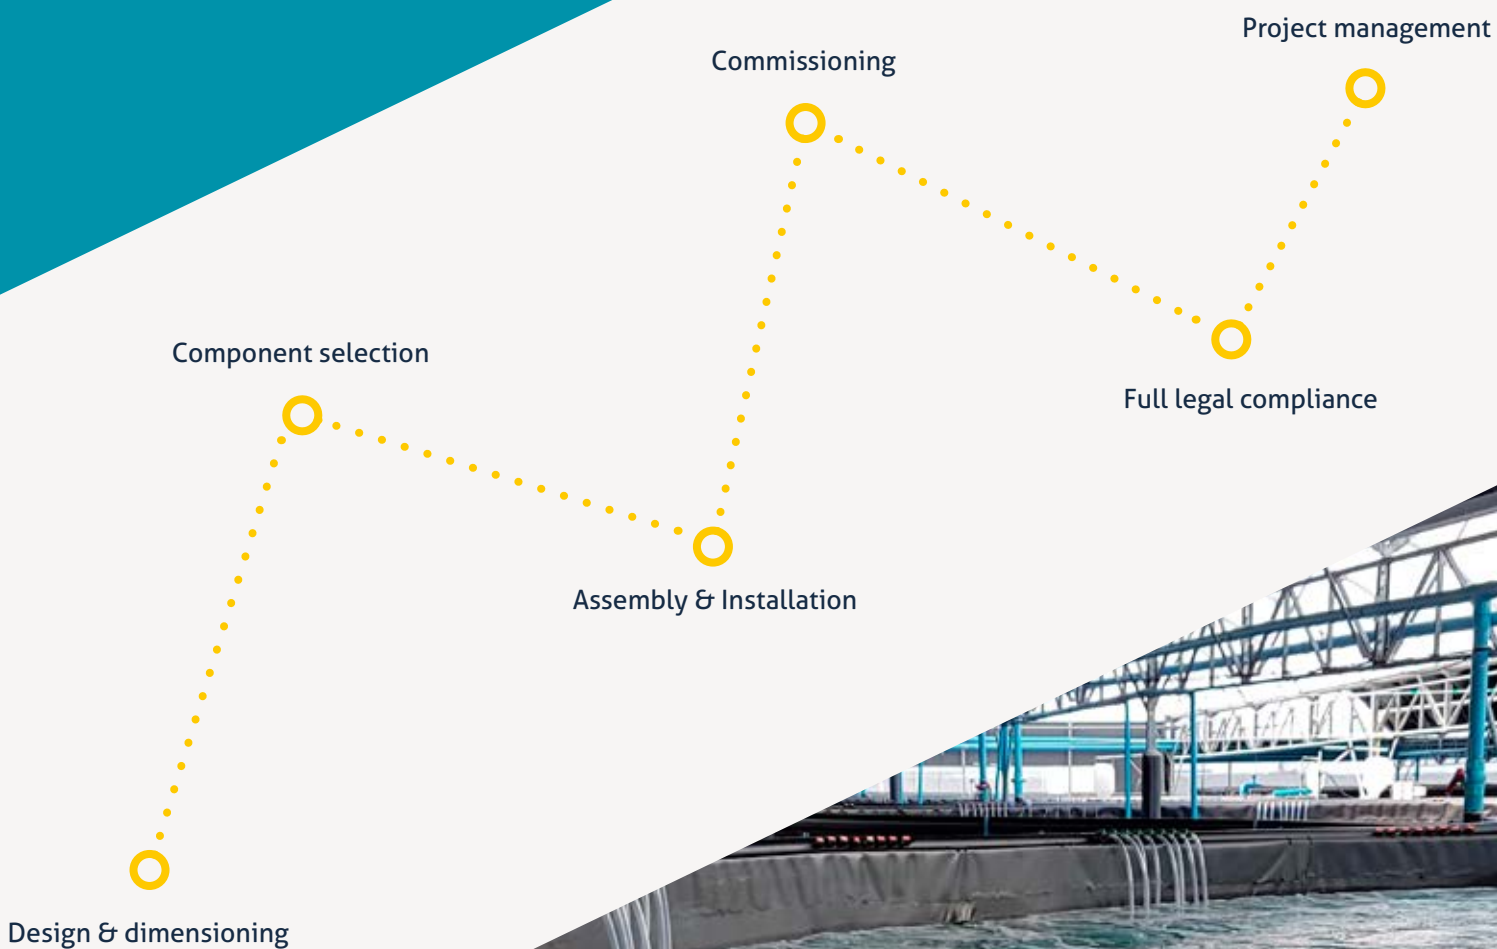 Project management
Commissioning
Component selection
Full legal compliance
Assembly & Installation
Design & dimensioning